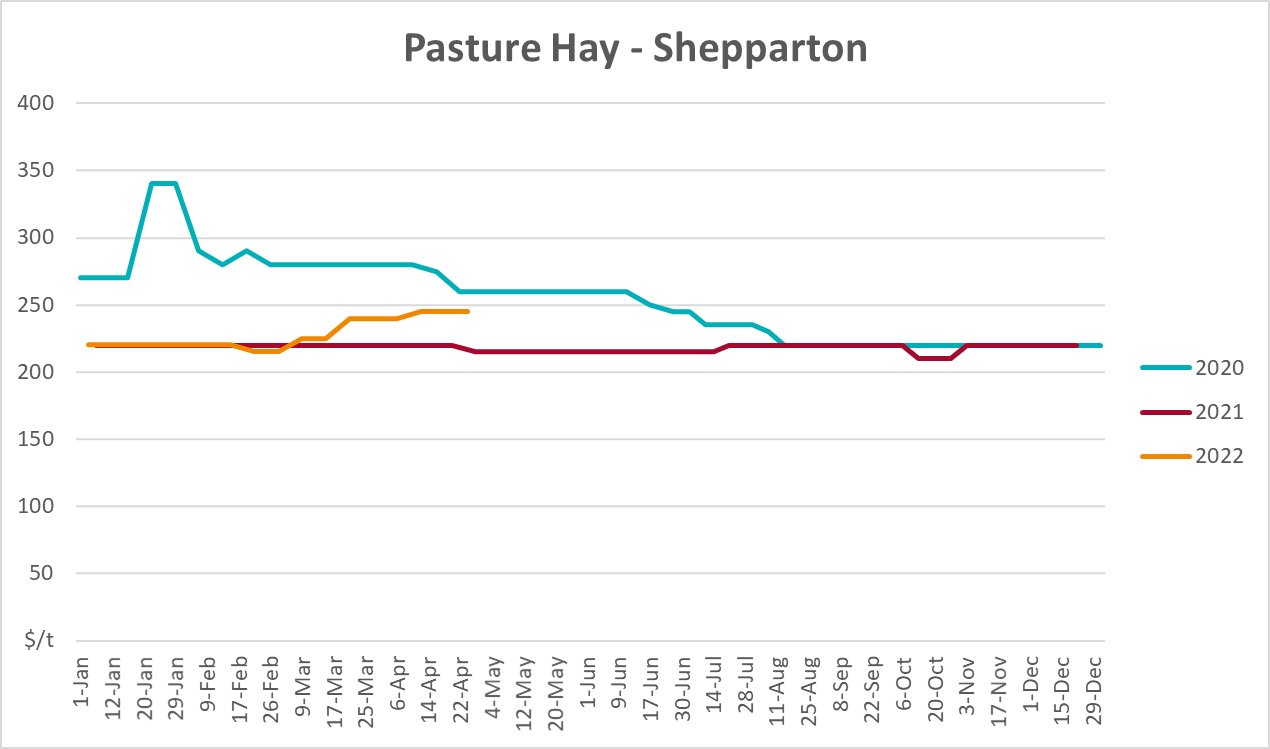 Pasture Hay - Shepparton
400
350
300
250
200
150
100
50
$/t
1-Jan
12-Jan
20-Jan
29-Jan
9-Feb
17-Feb
26-Feb
9-Mar
17-Mar
25-Mar
6-Apr
14-Apr
22-Apr
4-May
12-May
20-May
1-Jun
9-Jun
17-Jun
30-Jun
14-Jul
28-Jul
11-Aug
25-Aug
8-Sep
22-Sep
6-Oct
20-Oct
3-Nov
17-Nov
1-Dec
15-Dec
29-Dec
2020
2021
2022